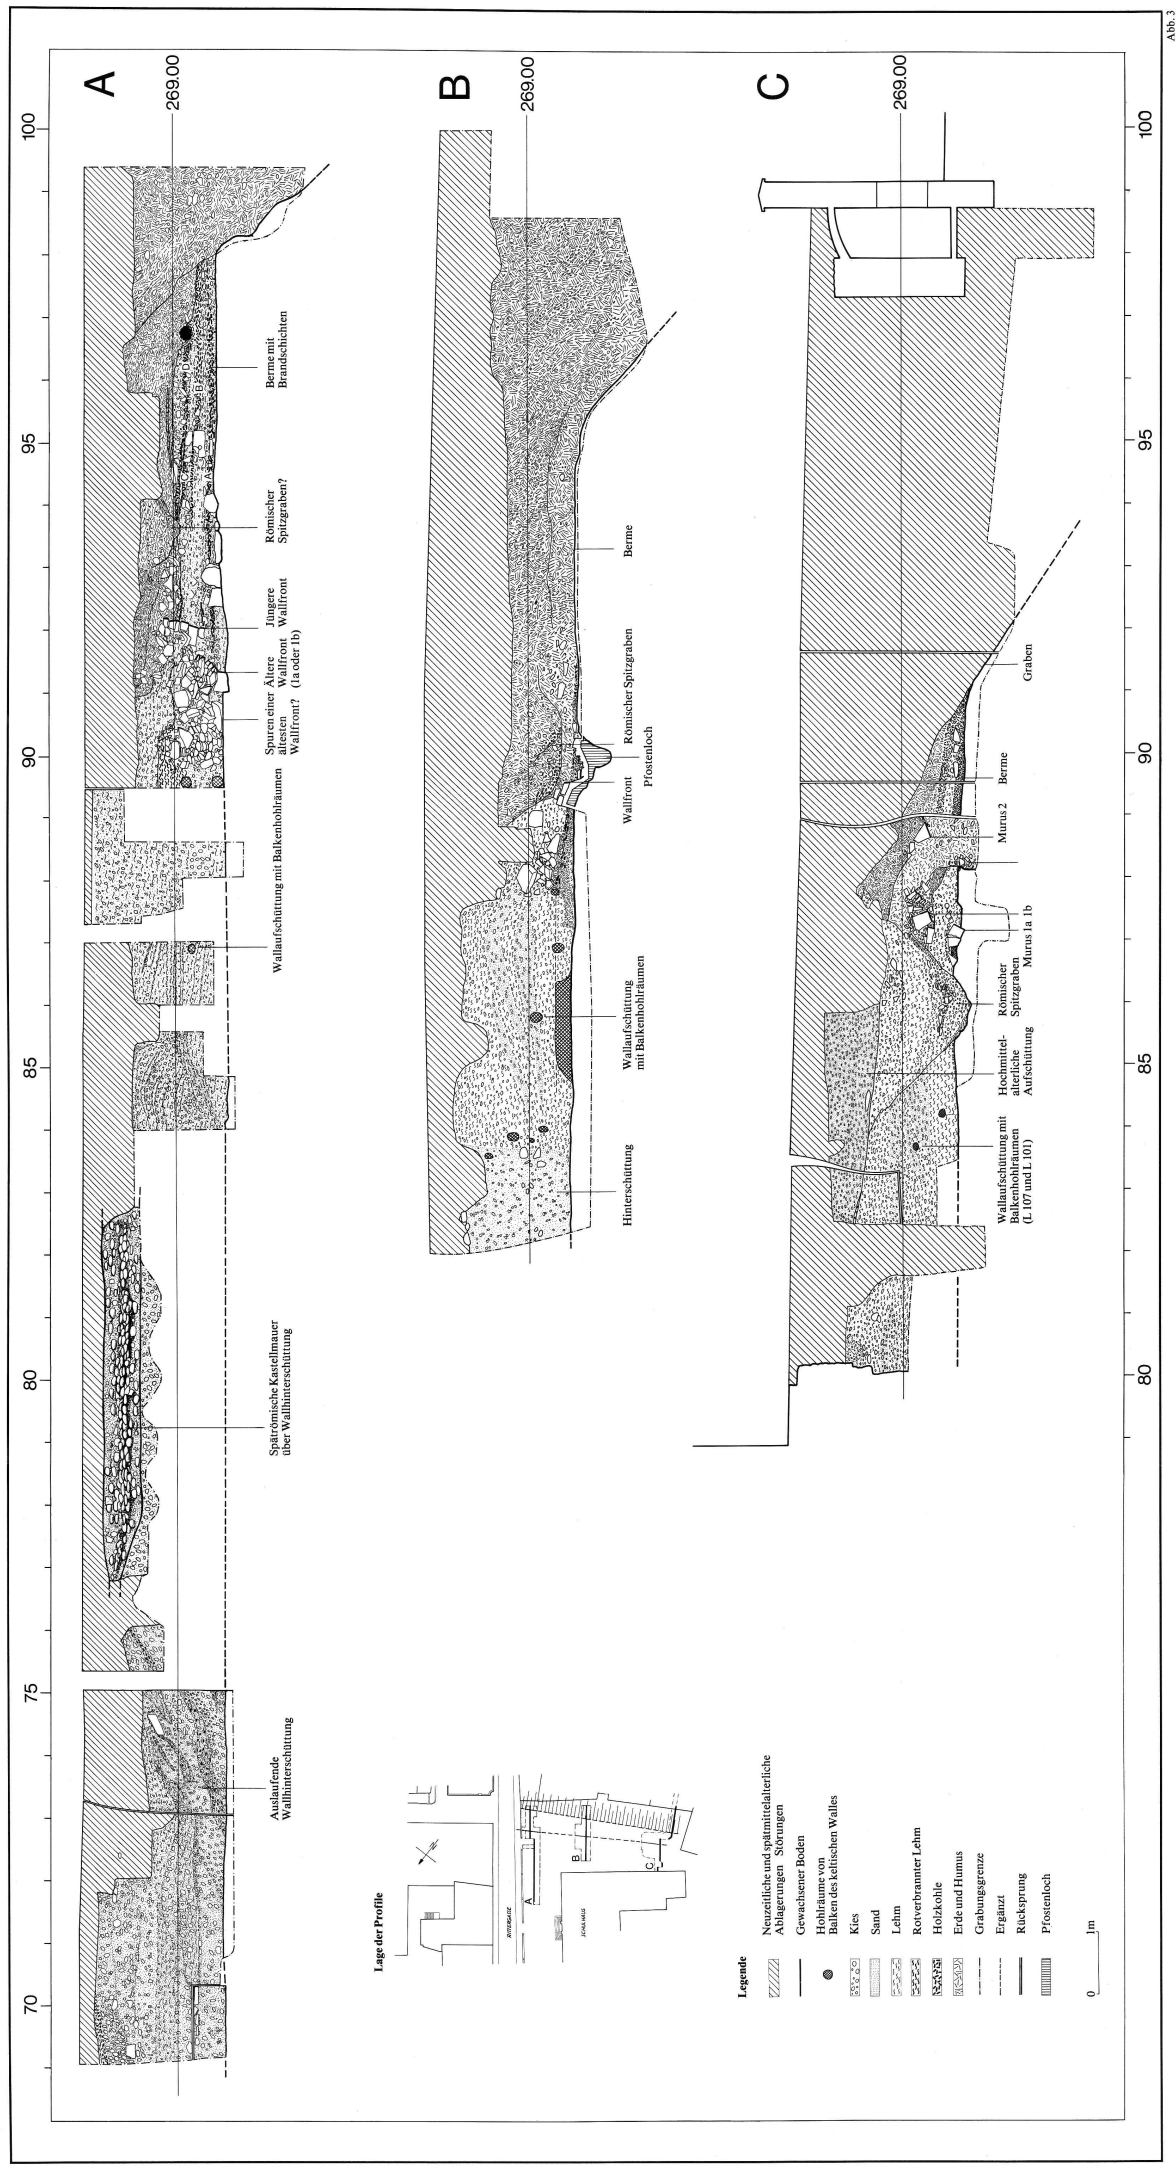 Abb. 3
70
75
80
85
90
95
100
A
269.00
Auslaufende
Wallhinterschüttung
Spätrömische Kastellmauer
über Wallhinterschüttung
Wallaufschüttung mit Balkenhohlräumen
Spuren einer
ältesten
Wallfront?
Ältere
Wallfront
(1a oder 1b)
Jüngere
Wallfront
Römischer
Spitzgraben?
Berme mit
Brandschichten
A
B
C
D
B
269.00
Hinterschüttung
Wallaufschüttung
mit Balkenhohlräumen
Wallfront
Pfostenloch
Römischer Spitzgraben
Berme
C
269.00
Wallaufschüttung mit
Balkenhohlräumen
(L 107 und L 101)
Hochmittel-
alterliche
Aufschüttung
Römischer
Spitzgraben
Murus 1a 1b
Murus 2
Berme
Graben
80
85
90
95
100
Lage der Profile
N
RITTERGASSE
SCHULHAUS
A
B
C
Legende
Neuzeitliche und spätmittelalterliche
Ablagerungen Störungen
Gewachsener Boden
Hohlräume von
Balken des keltischen Walles
Kies
Sand
Lehm
Rotverbrannter Lehm
Holzkohle
Erde und Humus
Grabungsgrenze
Ergänzt
Rücksprung
Pfostenloch
0
1m